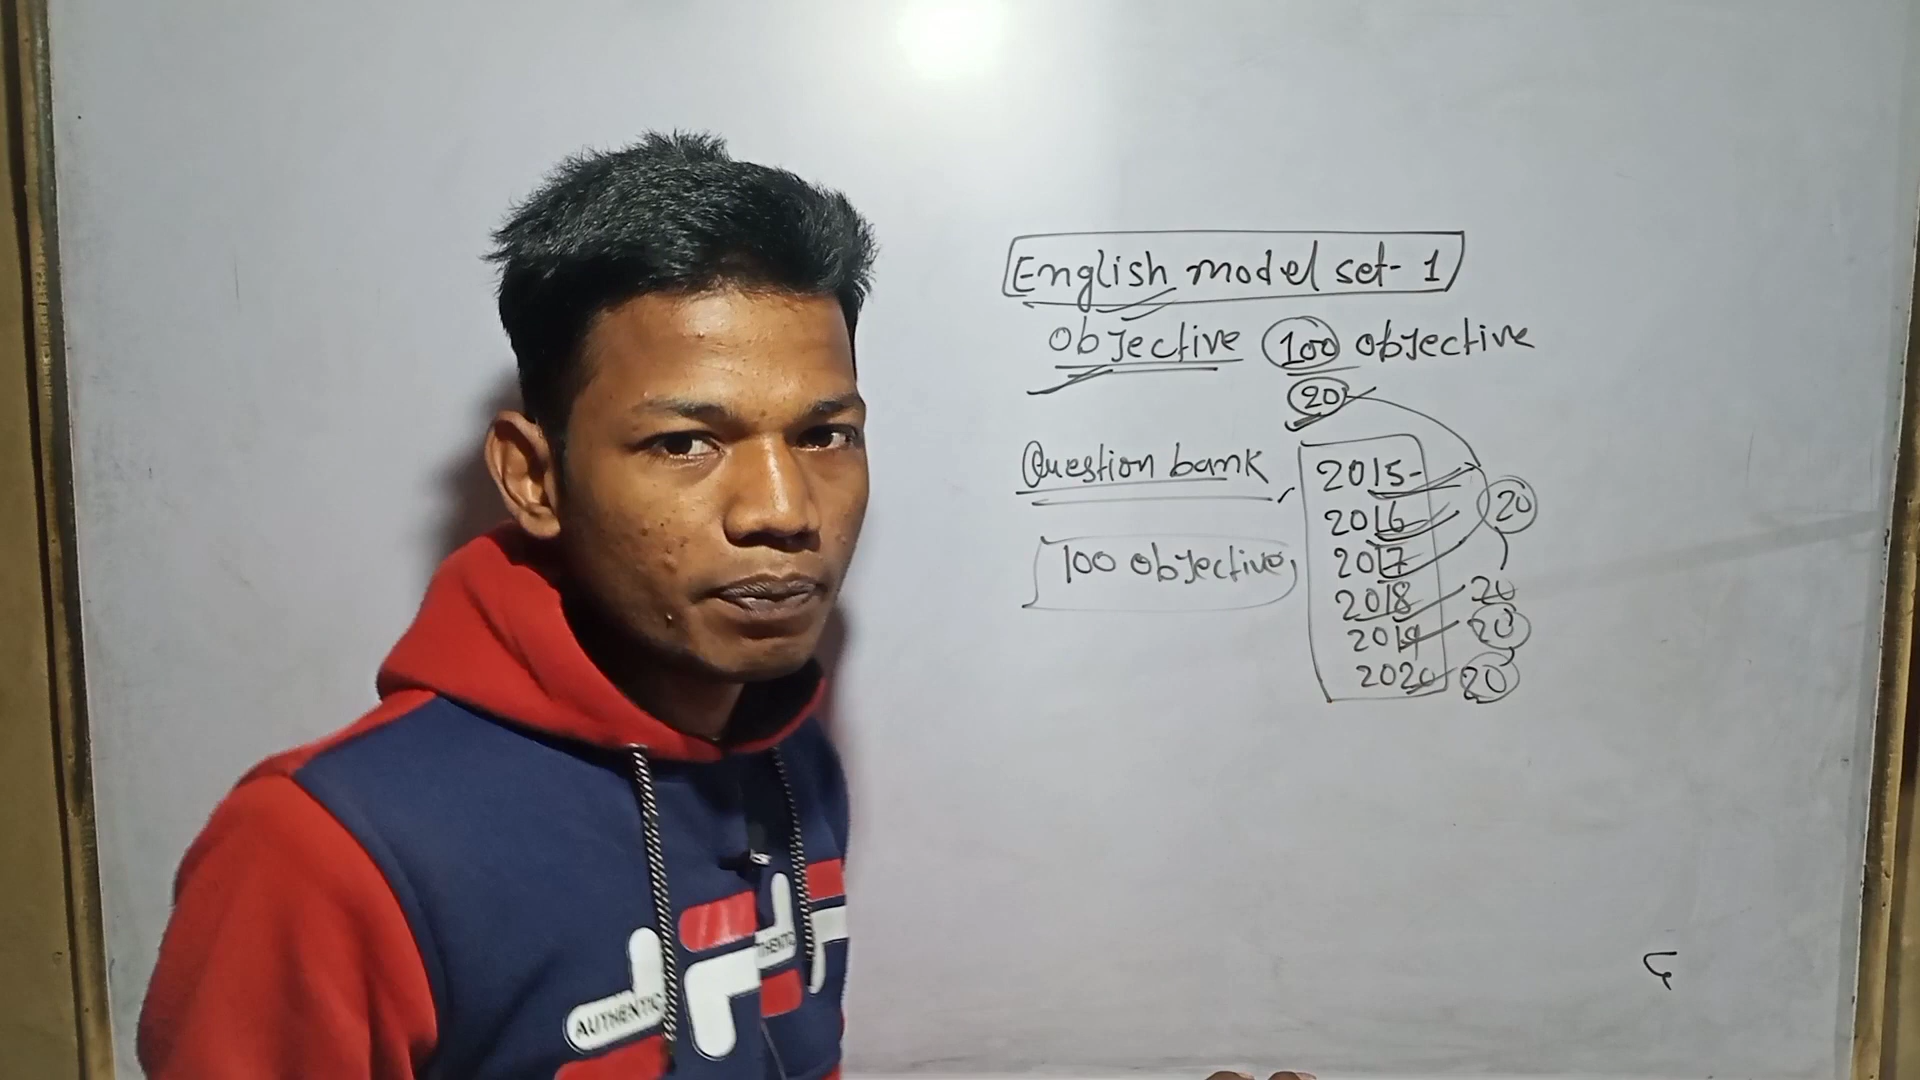 English model set- 1
objective 100 objective
20
Question bank 2015-
2016 20
2017
100 objective
2018 20
2019 20
2020 20
AUTHENTIC